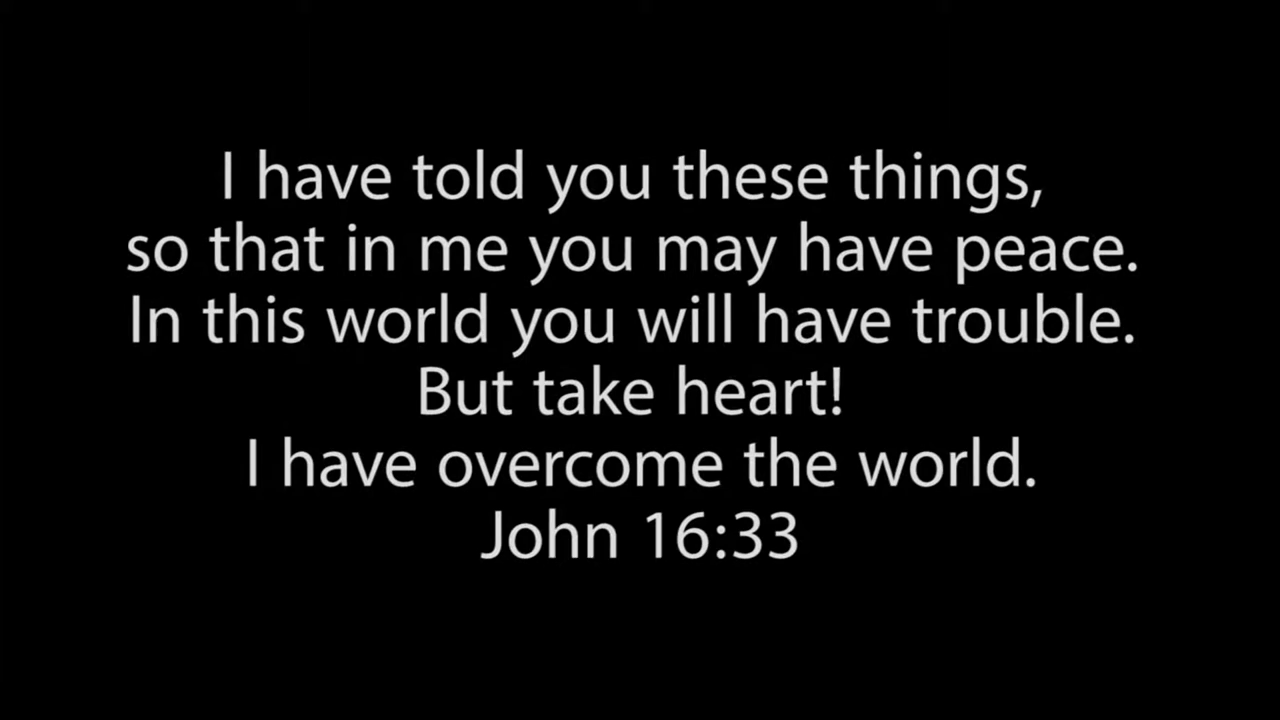 I have told you these things,
so that in me you may have peace.
In this world you will have trouble.
But take heart!
I have overcome the world.
John 16:33